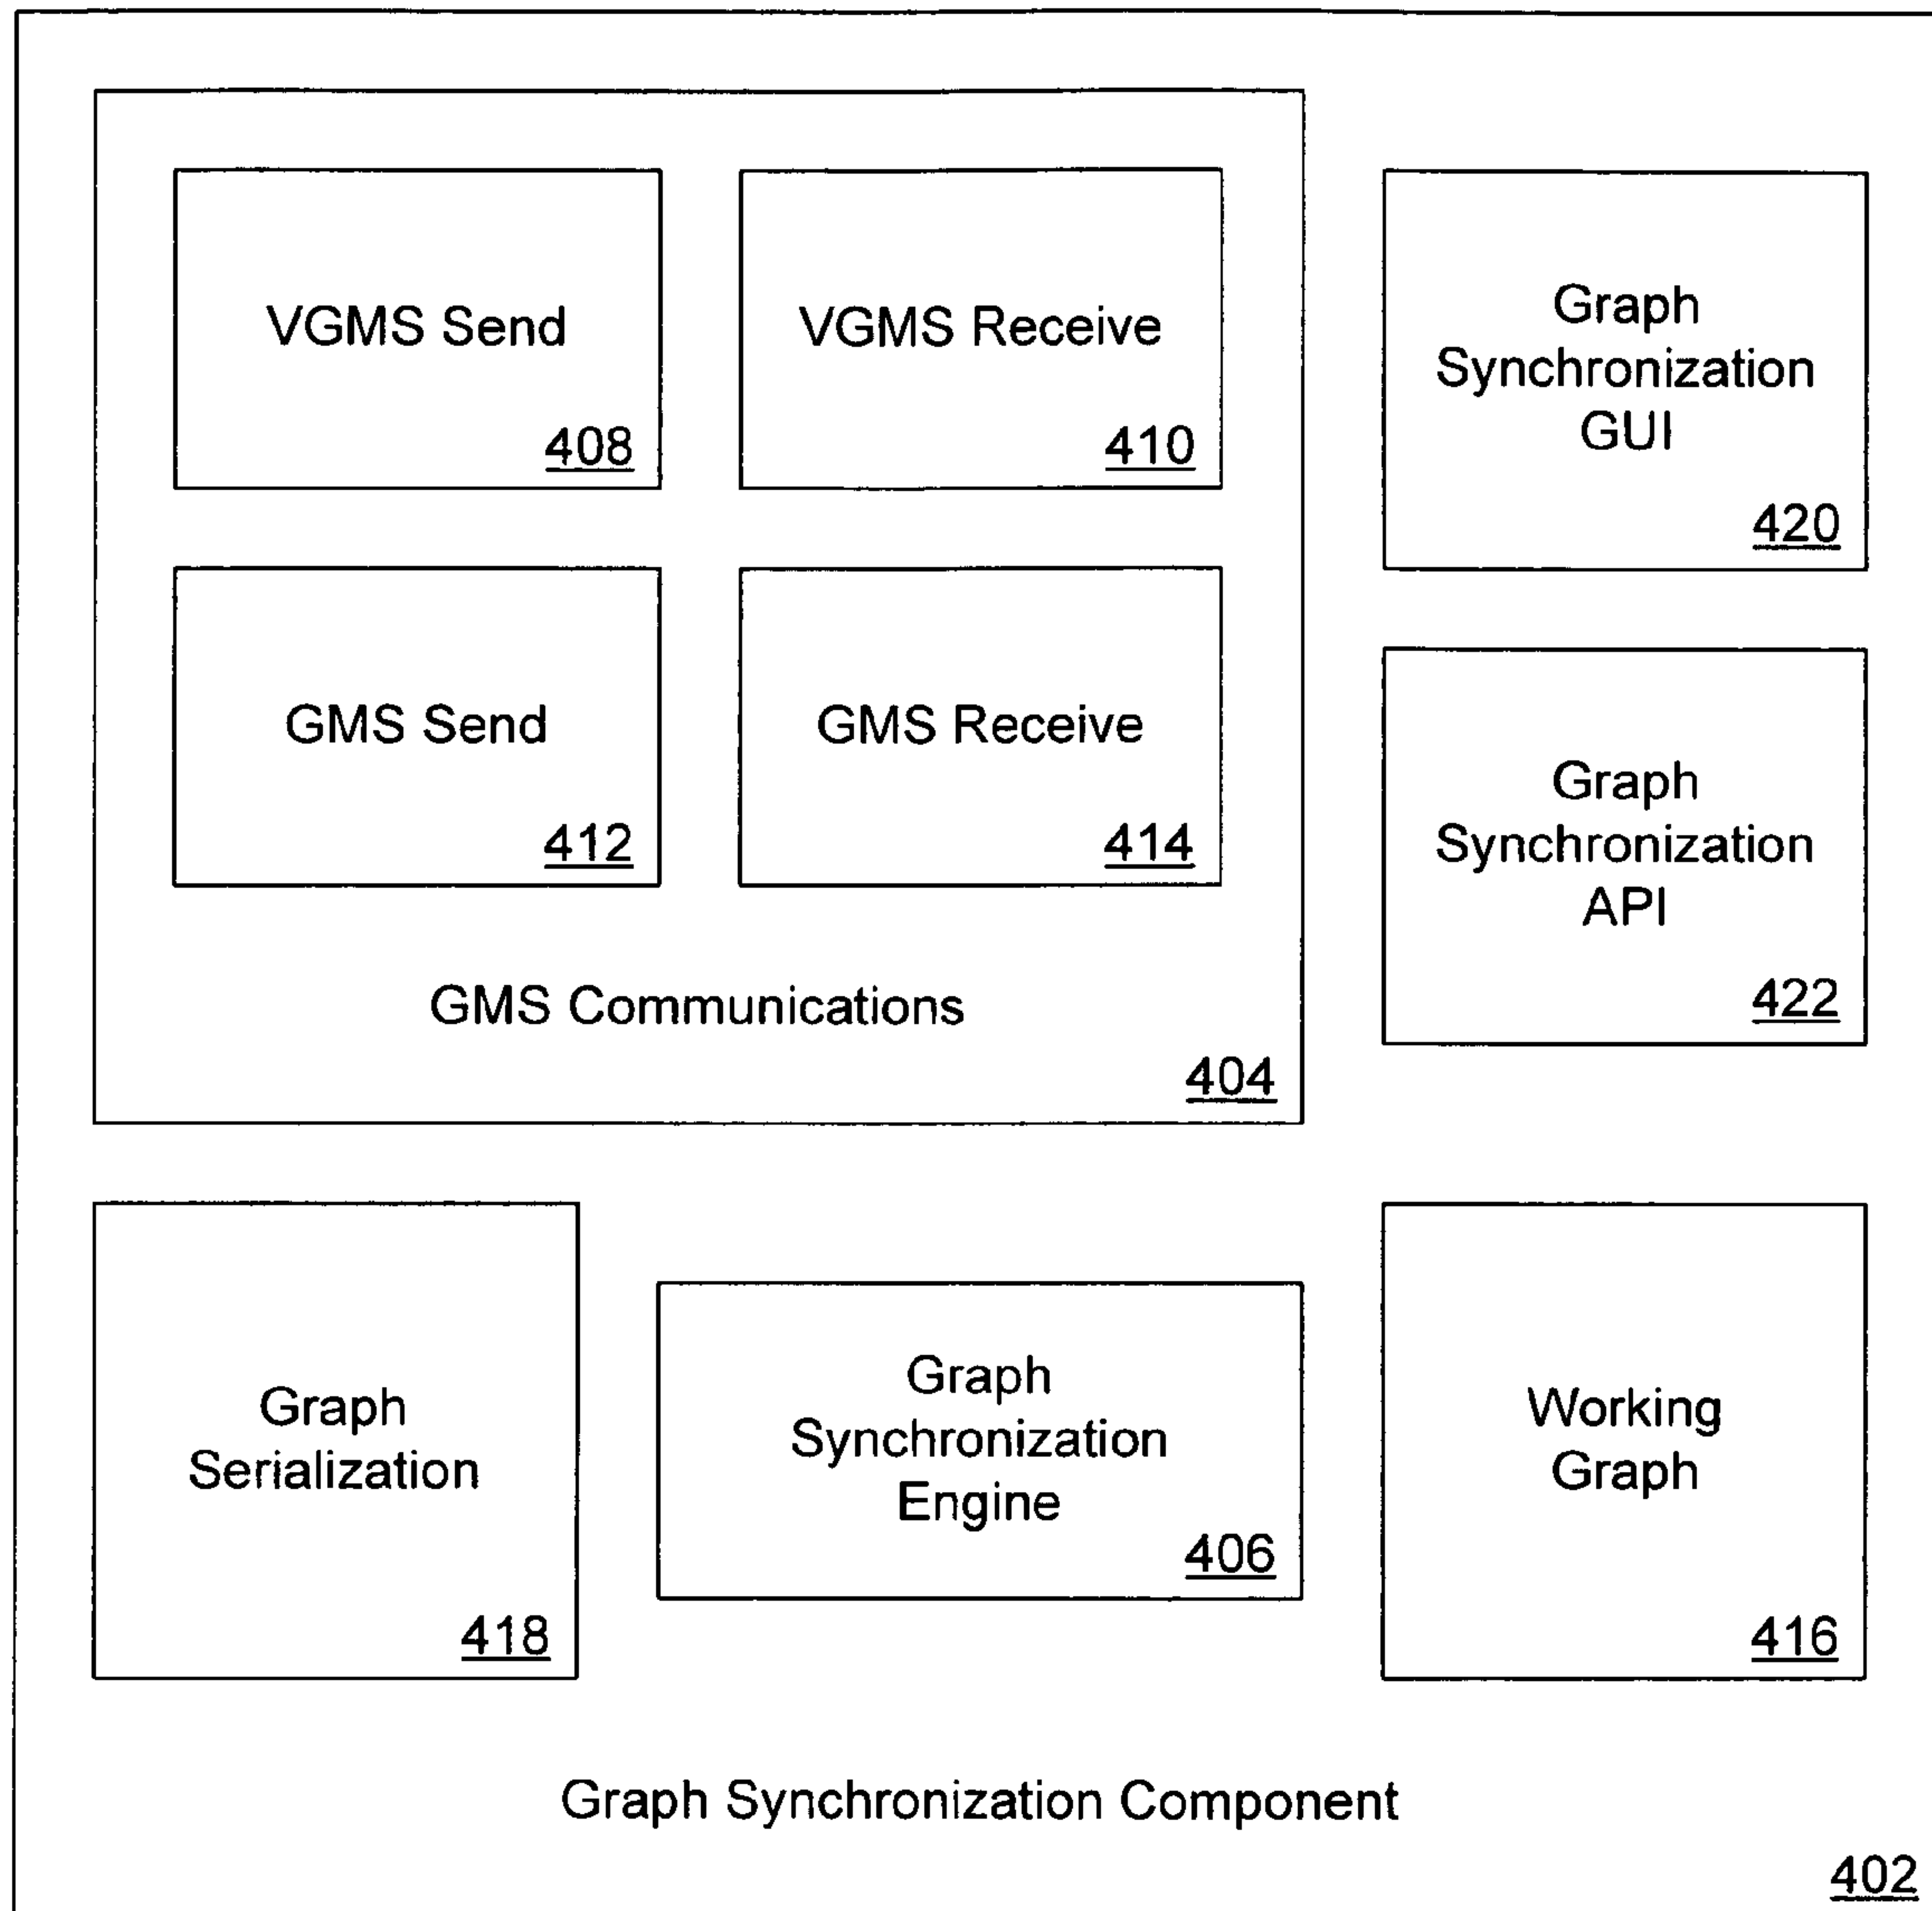 VGMS Send
408
VGMS Receive
410
Graph
Synchronization
GUI
420
GMS Send
412
GMS Receive
414
Graph
Synchronization
API
422
GMS Communications
404
Graph
Serialization
418
Graph
Synchronization
Engine
406
Working
Graph
416
Graph Synchronization Component
402